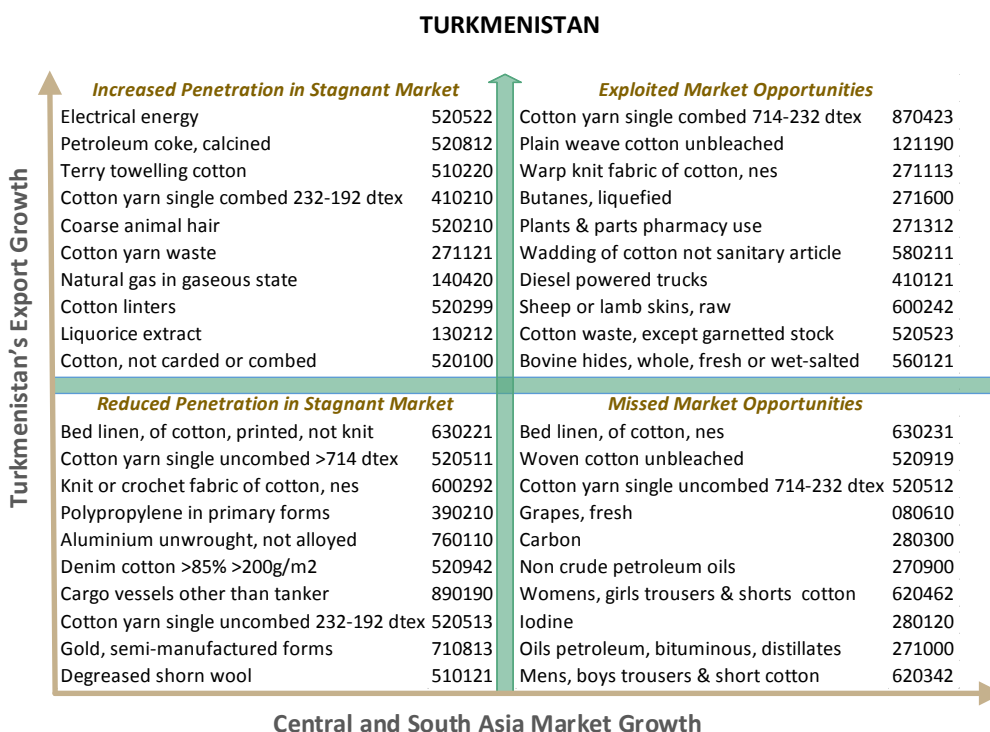 TURKMENISTAN
Increased Penetration in Stagnant Market
Electrical energy 520522
Petroleum coke, calcined 520812
Terry towelling cotton 510220
Cotton yarn single combed 232-192 dtex 410210
Coarse animal hair 520210
Cotton yarn waste 271121
Natural gas in gaseous state 140420
Cotton linters 520299
Liquorice extract 130212
Cotton, not carded or combed 520100
Exploited Market Opportunities
Cotton yarn single combed 714-232 dtex 870423
Plain weave cotton unbleached 121190
Warp knit fabric of cotton, nes 271113
Butanes, liquefied 271600
Plants & parts pharmacy use 271312
Wadding of cotton not sanitary article 580211
Diesel powered trucks 410121
Sheep or lamb skins, raw 600242
Cotton waste, except garnetted stock 520523
Bovine hides, whole, fresh or wet-salted 560121
Reduced Penetration in Stagnant Market
Bed linen, of cotton, printed, not knit 630221
Cotton yarn single uncombed >714 dtex 520511
Knit or crochet fabric of cotton, nes 600292
Polypropylene in primary forms 390210
Aluminium unwrought, not alloyed 760110
Denim cotton >85% >200g/m2 520942
Cargo vessels other than tanker 890190
Cotton yarn single uncombed 232-192 dtex 520513
Gold, semi-manufactured forms 710813
Degreased shorn wool 510121
Missed Market Opportunities
Bed linen, of cotton, nes 630231
Woven cotton unbleached 520919
Cotton yarn single uncombed 714-232 dtex 520512
Grapes, fresh 080610
Carbon 280300
Non crude petroleum oils 270900
Womens, girls trousers & shorts cotton 620462
Iodine 280120
Oils petroleum, bituminous, distillates 271000
Mens, boys trousers & short cotton 620342
Turkmenistan's Export Growth
Central and South Asia Market Growth